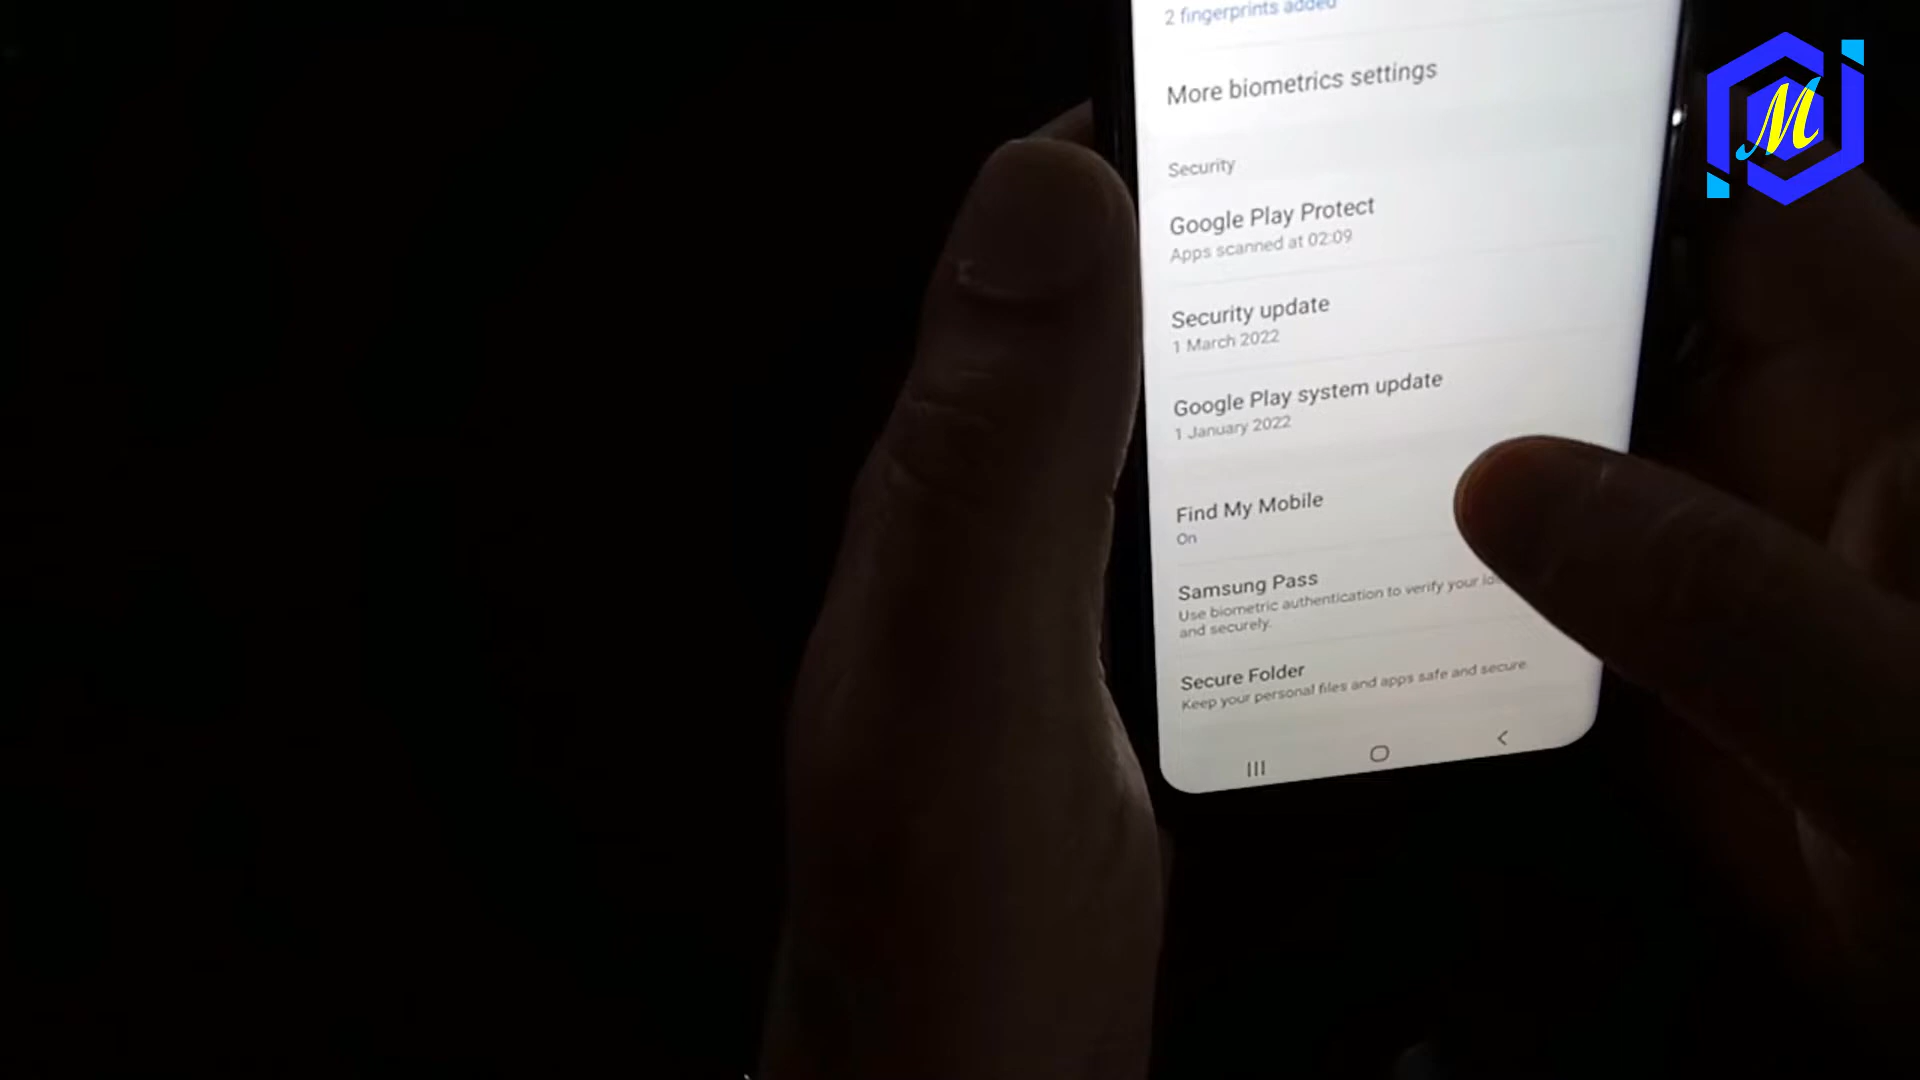 2 fingerprints added
More biometrics settings
Security
Google Play Protect
Apps scanned at 02:09
Security update
1 March 2022
Google Play system update
1 January 2022
Find My Mobile
On
Samsung Pass
Use biometric authentication to verify your
and securely.
Secure Folder
Keep your personal files and apps safe and secure.
M